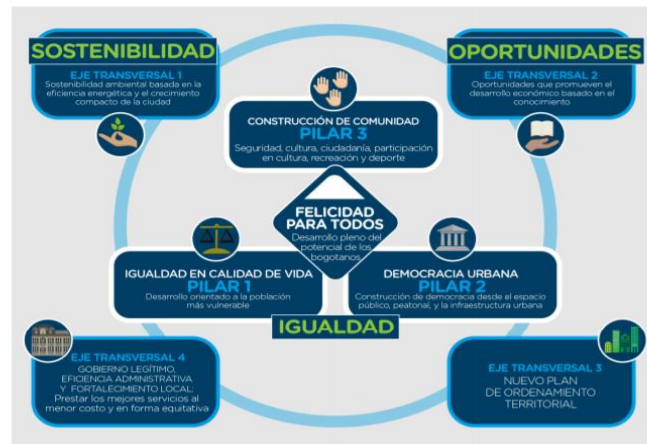 SOSTENIBILIDAD
EJE TRANSVERSAL 1
Sostenibilidad ambiental basada en la
eficiencia energética y el crecimiento
compacto de la ciudad
OPORTUNIDADES
EJE TRANSVERSAL 2
Oportunidades que promueven el
desarrollo económico basado en el
conocimiento
CONSTRUCCIÓN DE COMUNIDAD
PILAR 3
Seguridad, cultura, ciudadanía, participación
en cultura, recreación y deporte
FELICIDAD
PARA TODOS
Desarrollo pleno del
potencial de los
bogotanos
IGUALDAD EN CALIDAD DE VIDA
PILAR 1
Desarrollo orientado a la población
más vulnerable
DEMOCRACIA URBANA
PILAR 2
Construcción de democracia desde el espacio
público, peatonal, y la infraestructura urbana
IGUALDAD
EJE TRANSVERSAL 4
GOBIERNO LEGÍTIMO,
EFICIENCIA ADMINISTRATIVA
Y FORTALECIMIENTO LOCAL:
Prestar los mejores servicios al
menor costo y en forma equitativa
EJE TRANSVERSAL 3
NUEVO PLAN
DE ORDENAMIENTO
TERRITORIAL